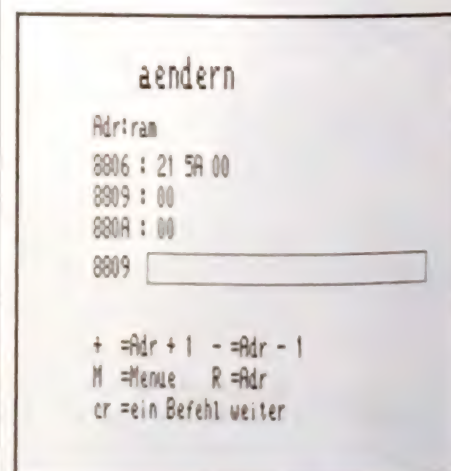 aendern
Adr:ram
8806 : 21 5A 00
8809 : 00
880A : 00
8809
+ =Adr + 1 - =Adr - 1
M =Menue R =Adr
cr =ein Befehl weiter